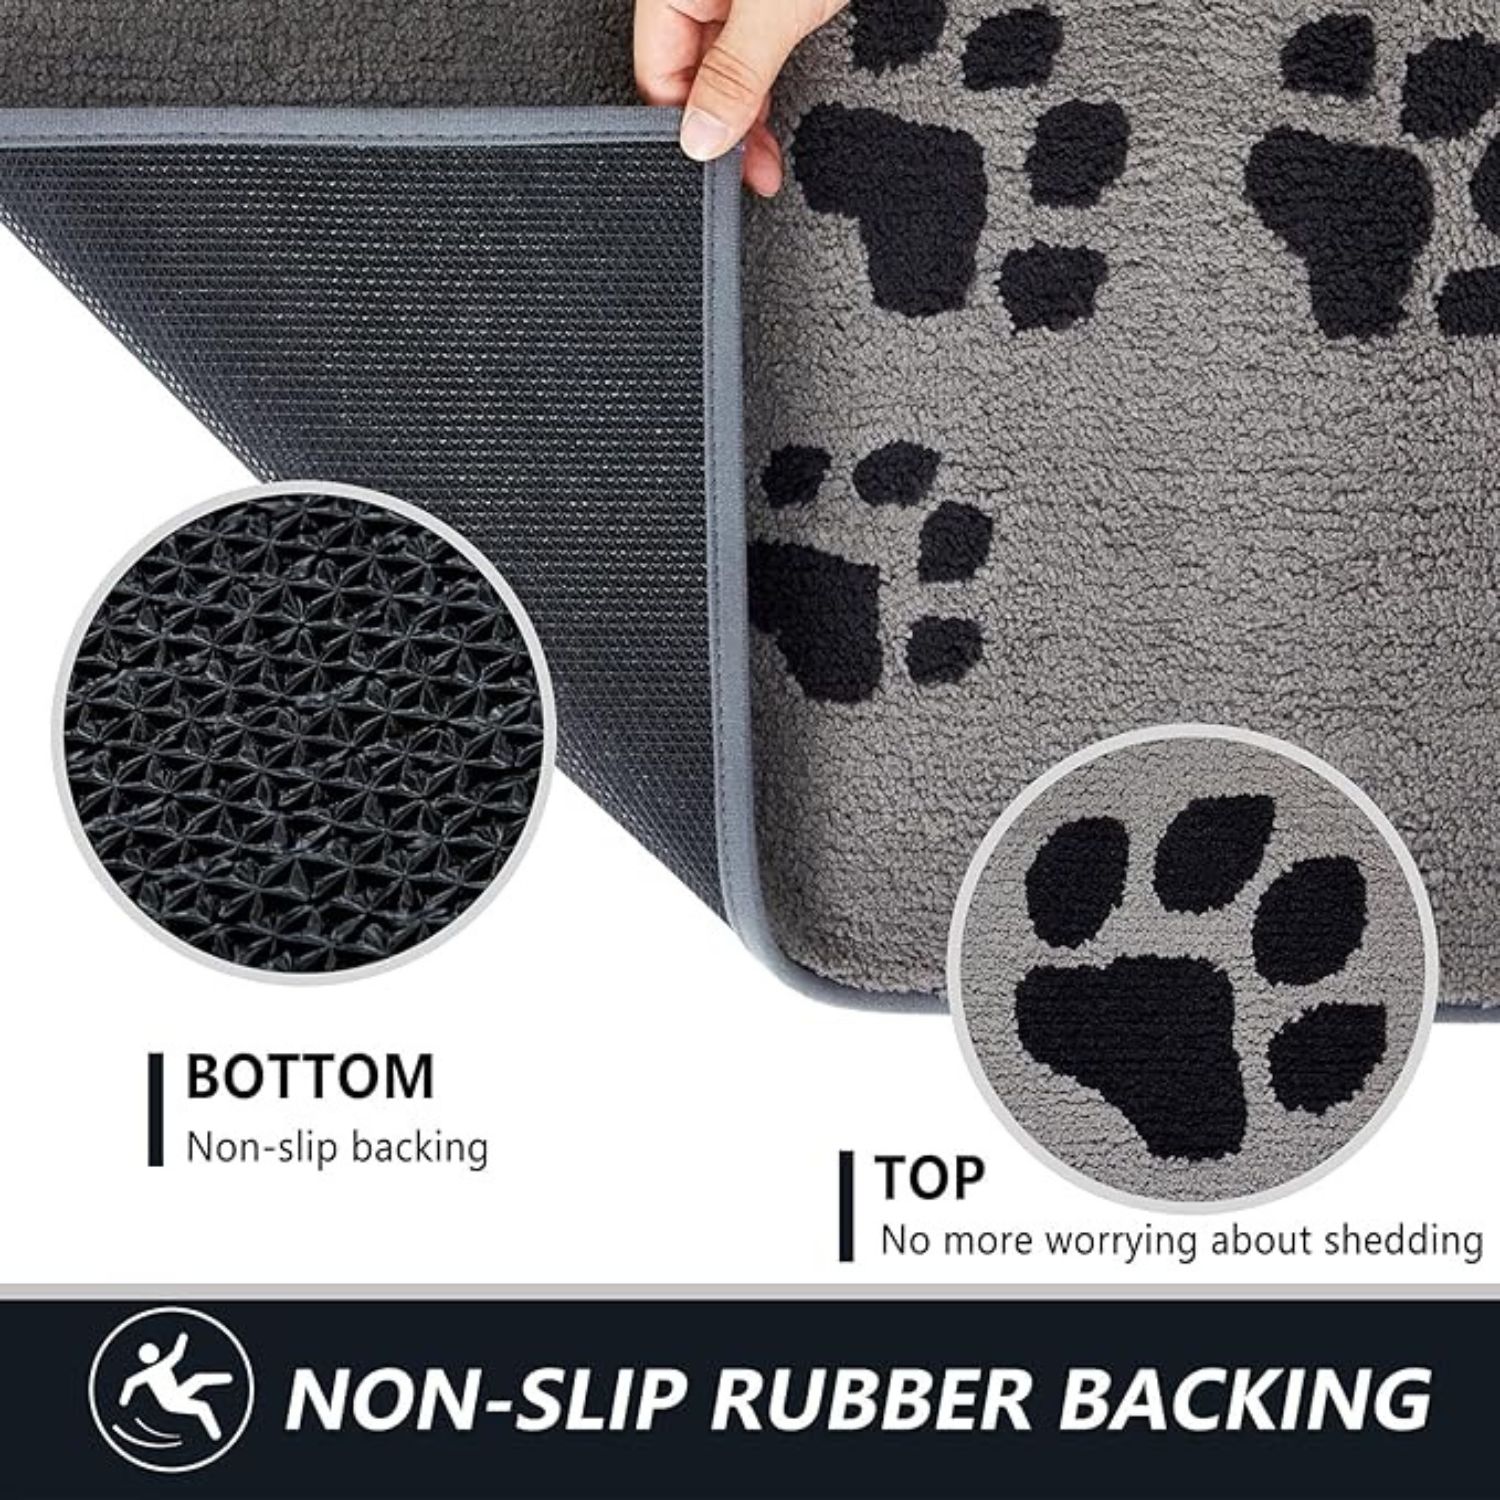 BOTTOM
Non-slip backing
TOP
No more worrying about shedding
NON-SLIP RUBBER BACKING